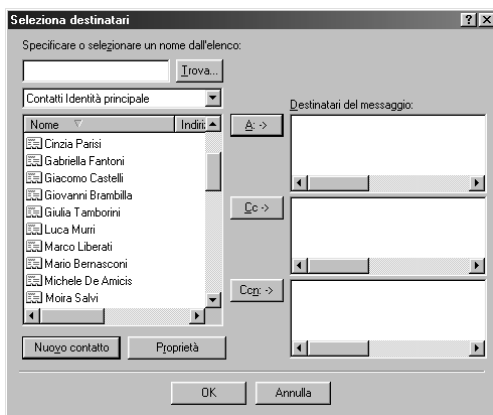 Seleziona destinatari
Specificare o selezionare un nome dall'elenco:
Trova...
Contatti Identità principale
Destinatari del messaggio:
Nome Indiri
A: ->
Cinzia Parisi
Gabriella Fantoni
Giacomo Castelli
Giovanni Brambilla
Giulia Tamborini
Cc ->
Luca Murri
Marco Liberati
Mario Bernasconi
Michele De Amicis
Ccn: ->
Moira Salvi
Nuovo contatto
Proprietà
OK
Annulla